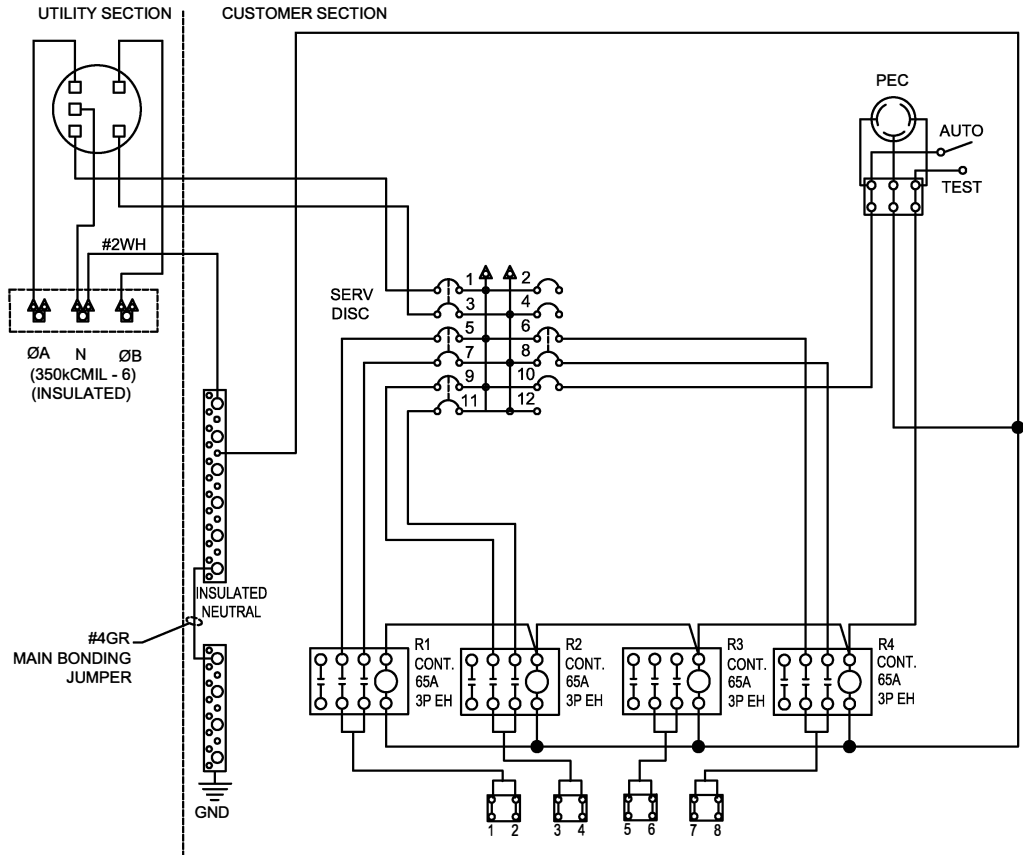 UTILITY SECTION
CUSTOMER SECTION
PEC
AUTO
TEST
#2WH
ØA N ØB
(350kCMIL - 6)
(INSULATED)
SERV
DISC
1 2
3 4
5 6
7 8
9 10
11 12
INSULATED
NEUTRAL
#4GR
MAIN BONDING
JUMPER
GND
R1
CONT.
65A
3P EH
R2
CONT.
65A
3P EH
R3
CONT.
65A
3P EH
R4
CONT.
65A
3P EH
1 2 3 4 5 6 7 8